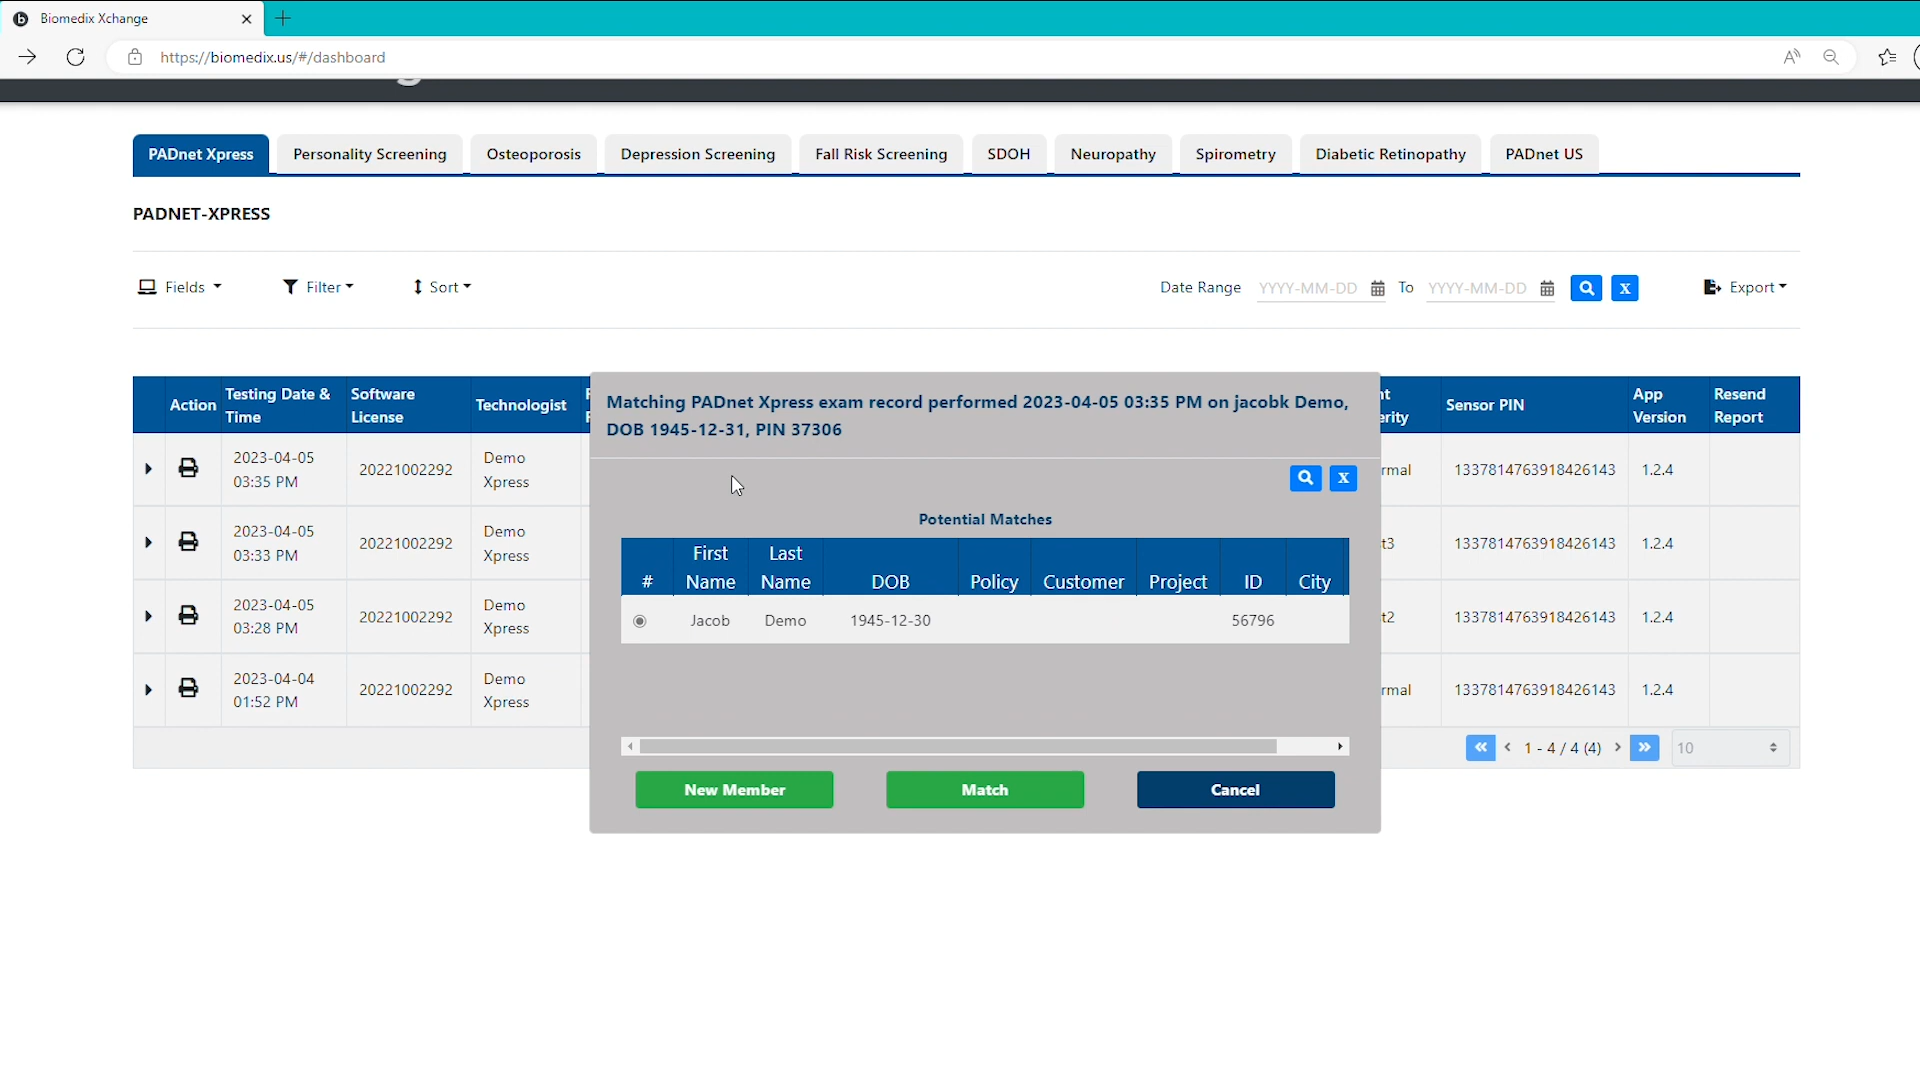 Biomedix Xchange
https://biomedix.us/#/dashboard
PADnet Xpress Personality Screening Osteoporosis Depression Screening Fall Risk Screening SDOH Neuropathy Spirometry Diabetic Retinopathy PADnet US
PADNET-XPRESS
Fields Filter Sort Date Range YYYY-MM-DD To YYYY-MM-DD X Export
Action Testing Date & Time Software License Technologist Sensor PIN App Version Resend Report
2023-04-05 03:35 PM 20221002292 Demo Xpress rmal 1337814763918426143 1.2.4
2023-04-05 03:33 PM 20221002292 Demo Xpress t3 1337814763918426143 1.2.4
2023-04-05 03:28 PM 20221002292 Demo Xpress t2 1337814763918426143 1.2.4
2023-04-04 01:52 PM 20221002292 Demo Xpress rmal 1337814763918426143 1.2.4
1 - 4 / 4 (4) 10
Matching PADnet Xpress exam record performed 2023-04-05 03:35 PM on jacobk Demo,
DOB 1945-12-31, PIN 37306
X
Potential Matches
# First Name Last Name DOB Policy Customer Project ID City
Jacob Demo 1945-12-30 56796
New Member Match Cancel